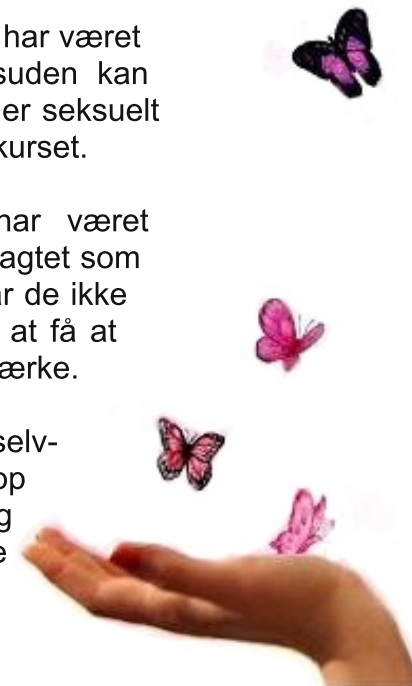 har været
suden kan
er seksuelt
kurset.
har været
agtet som
r de ikke
at få at
ærke.
selv-
op
g
e